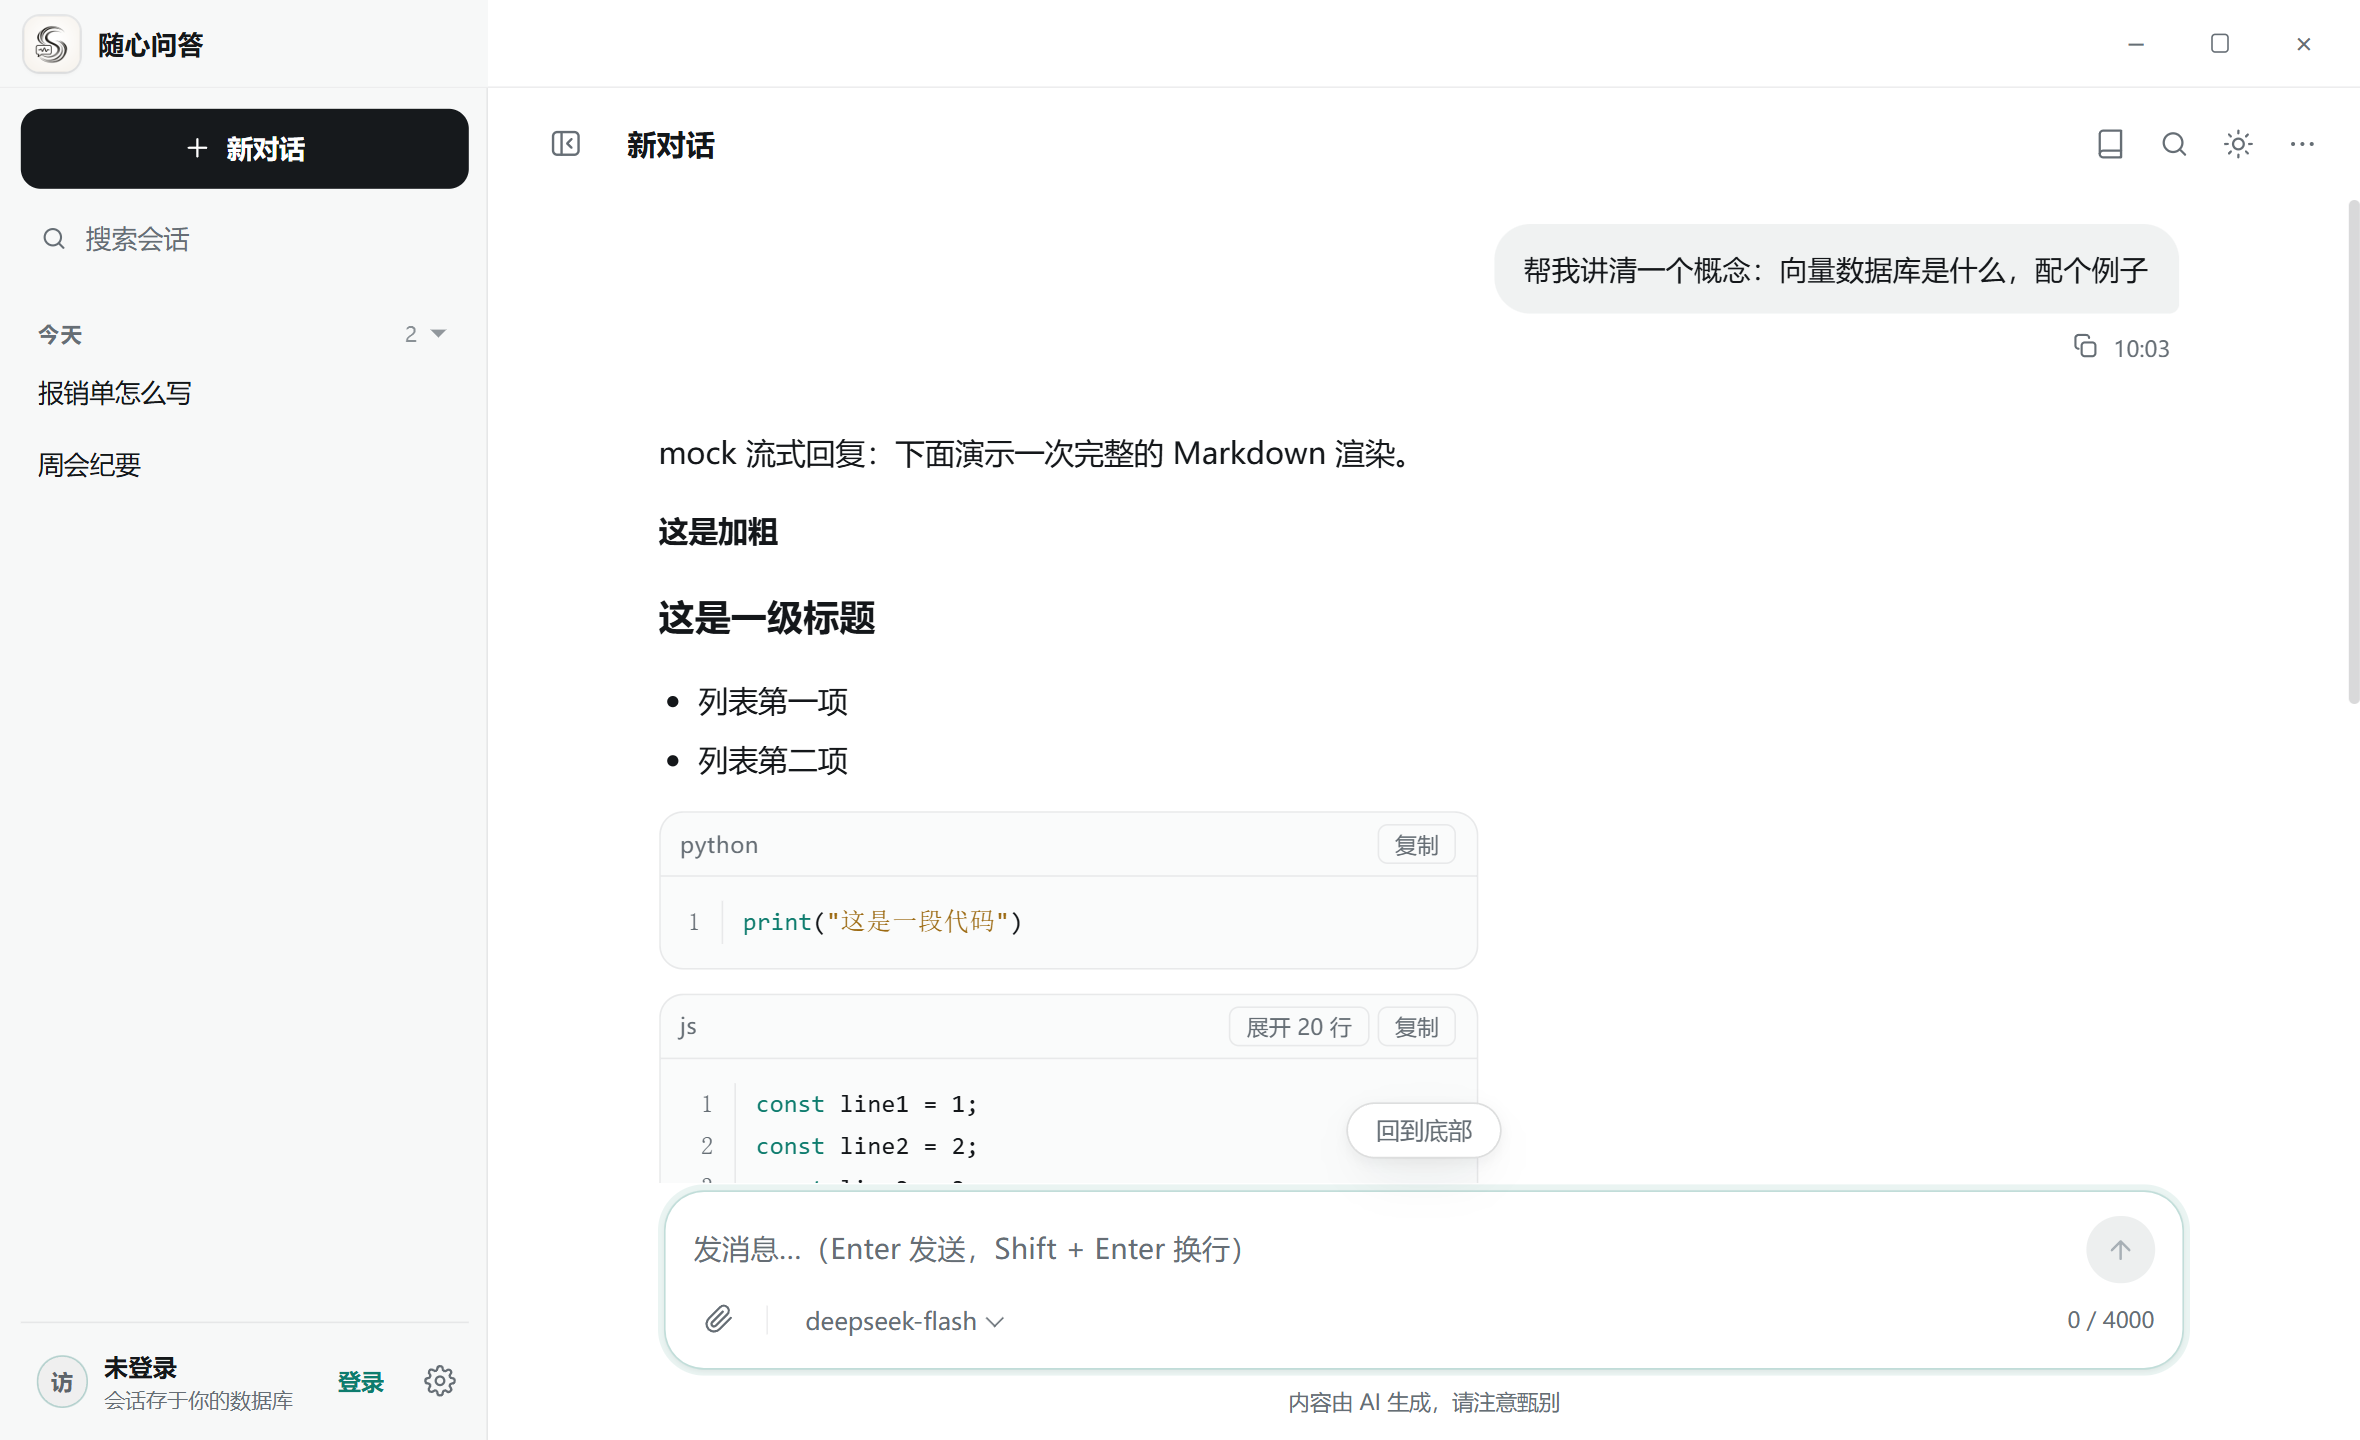 随心问答
新对话
搜索会话
今天 2
报销单怎么写
周会纪要
访
未登录
会话存于你的数据库
登录
新对话
帮我讲清一个概念：向量数据库是什么，配个例子
10:03
mock 流式回复：下面演示一次完整的 Markdown 渲染。
这是加粗
这是一级标题
列表第一项
列表第二项
python 复制
1 print("这是一段代码")
js 展开 20 行 复制
1 const line1 = 1;
2 const line2 = 2;
回到底部
发消息...（Enter 发送，Shift + Enter 换行）
deepseek-flash
0 / 4000
内容由 AI 生成，请注意甄别